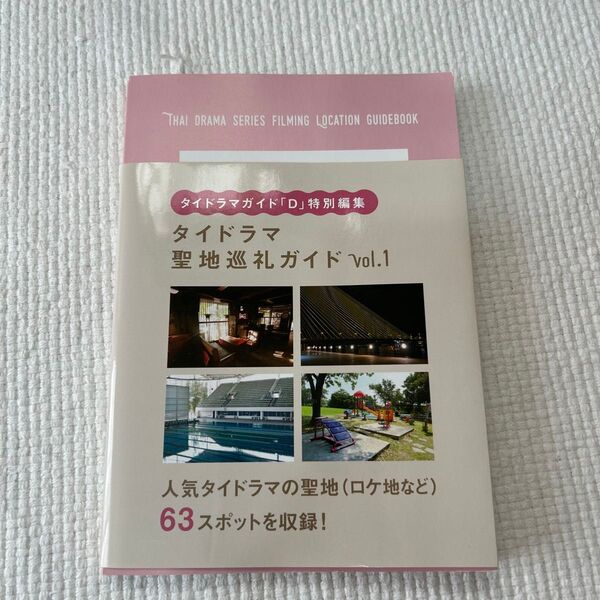 THAI DRAMA SERIES FILMING LOCATION GUIDEBOOK
タイドラマガイド「D」特別編集
タイドラマ
聖地巡礼ガイド vol.1
人気タイドラマの聖地(ロケ地など)
63スポットを収録!